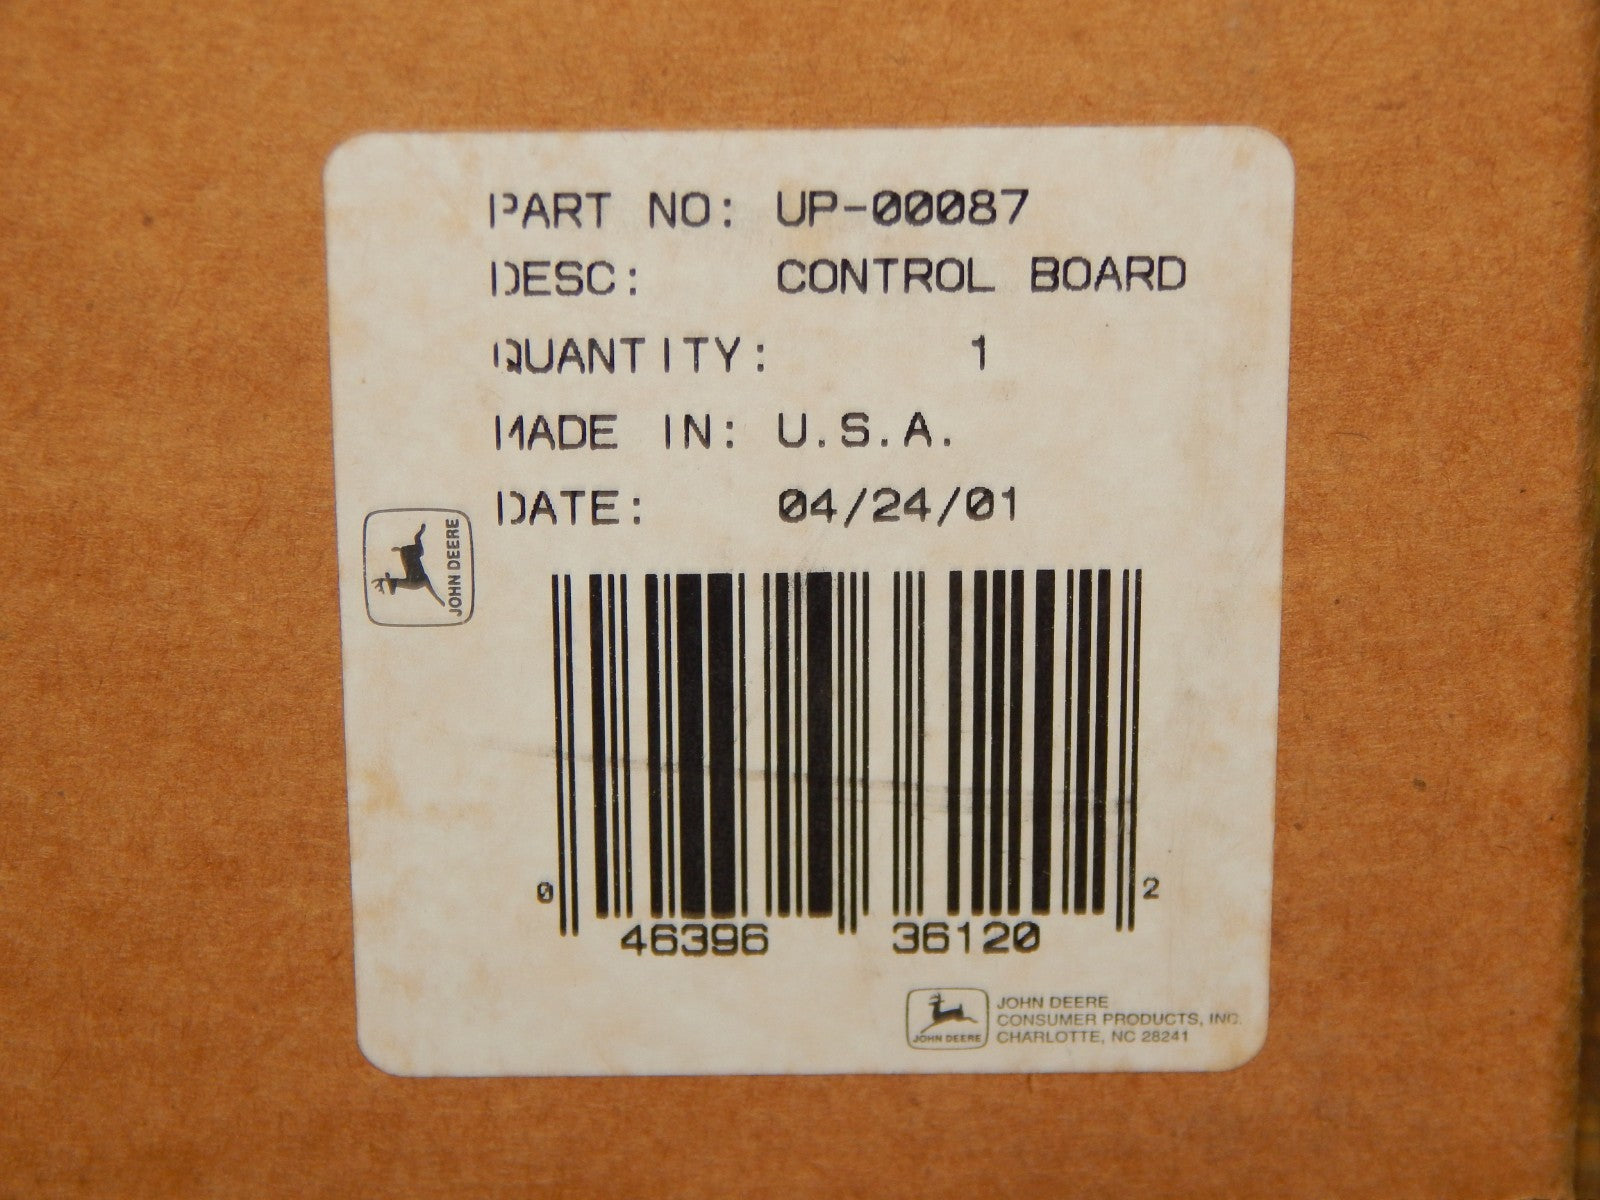 PART NO: UP-00087
DESC: CONTROL BOARD
QUANTITY: 1
MADE IN: U.S.A.
DATE: 04/24/01
JOHN DEERE
0 46396 36120 2
JOHN DEERE
JOHN DEERE
CONSUMER PRODUCTS, INC.
CHARLOTTE, NC 28241